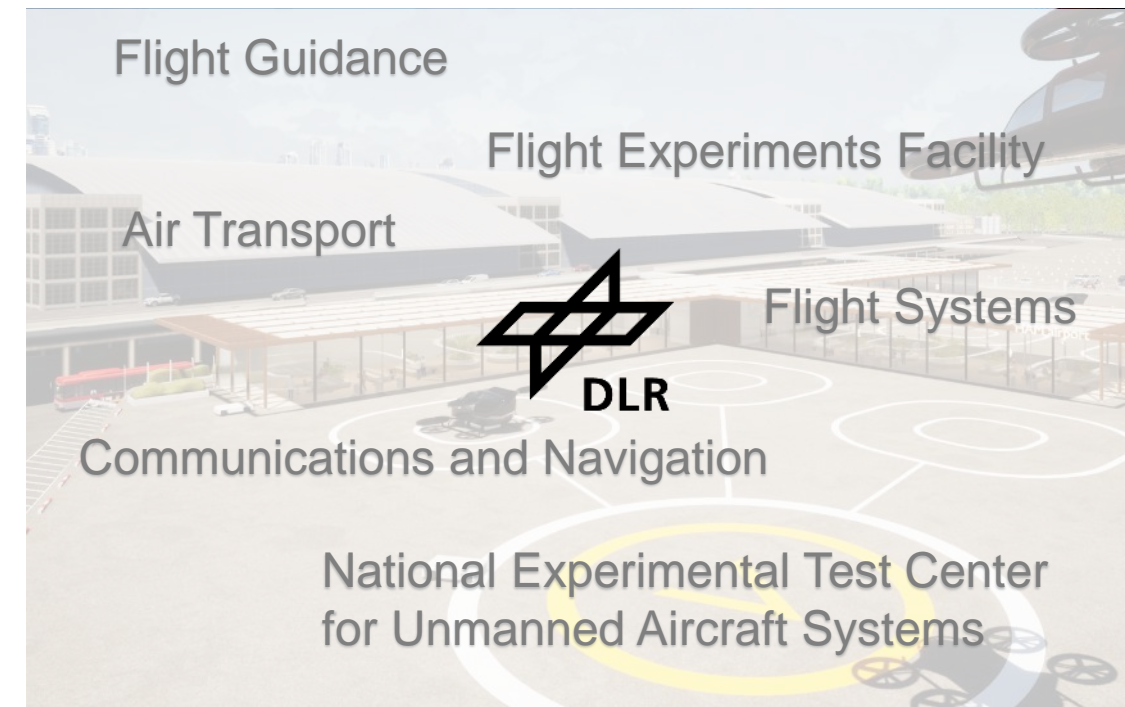 Flight Guidance
Flight Experiments Facility
Air Transport
Flight Systems
DLR
Communications and Navigation
National Experimental Test Center
for Unmanned Aircraft Systems